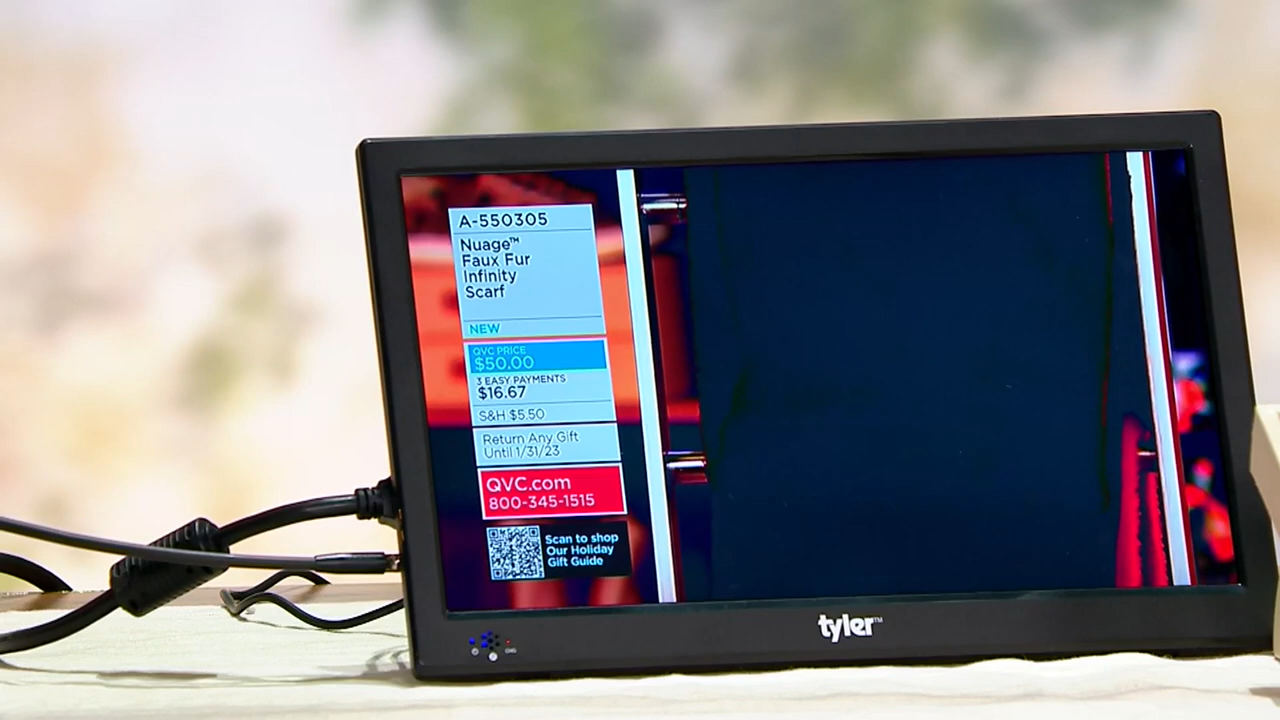 A-550305
Nuage™
Faux Fur
Infinity
Scarf
NEW
QVC PRICE
$50.00
3 EASY PAYMENTS
$16.67
S&H $5.50
Return Any Gift
Until 1/31/23
QVC.com
800-345-1515
Scan to shop
Our Holiday
Gift Guide
tyler™